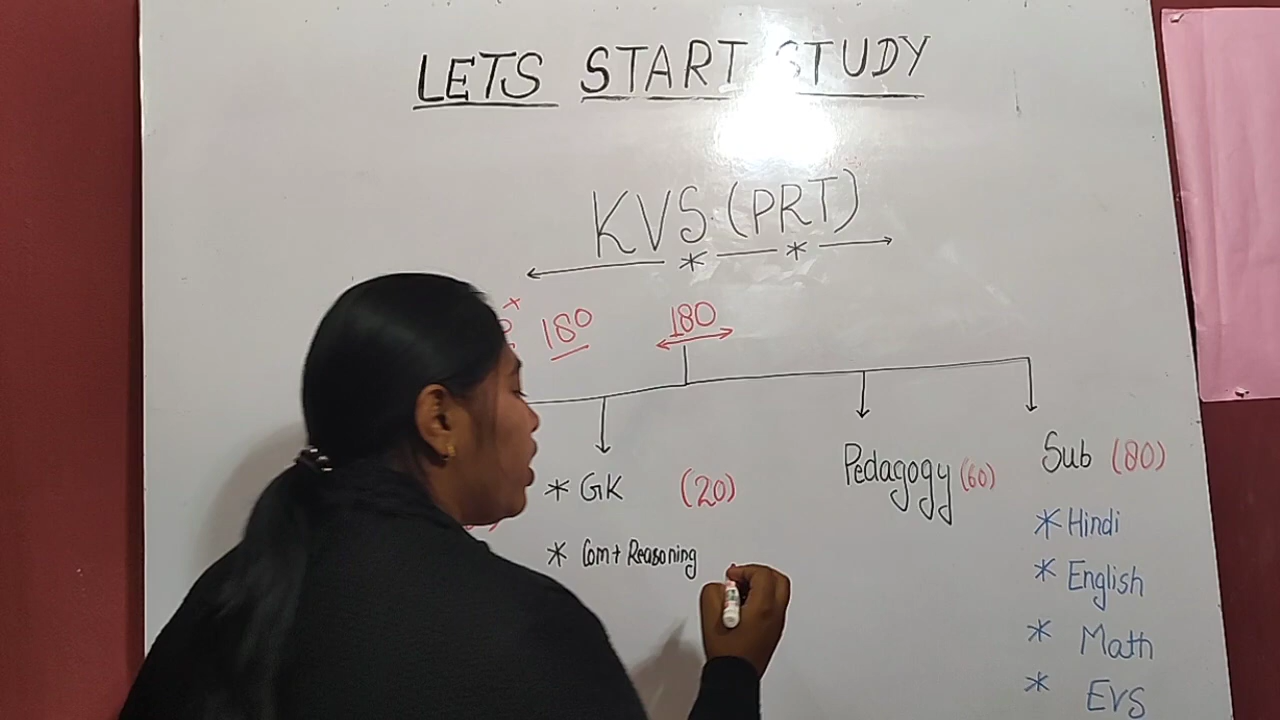 LETS START STUDY
KVS (PRT)
180 180
* GK (20) Pedagogy (60) Sub (80)
* Com + Reasoning * Hindi
* English
* Math
* EVS